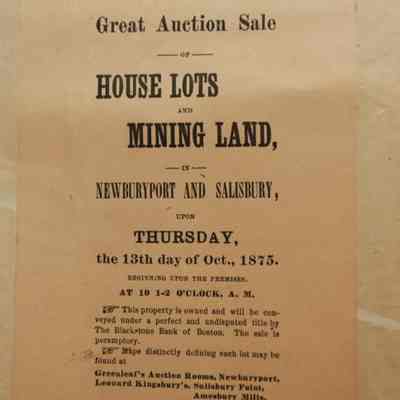 Great Auction Sale
OF
HOUSE LOTS
AND
MINING LAND,
IN
NEWBURYPORT AND SALISBURY,
UPON
THURSDAY,
the 13th day of Oct., 1875.
BEGINNING UPON THE PREMISES.
AT 10 1-2 O'CLOCK, A. M.
This property is owned and will be con-
veyed under a perfect and undisputed title by
The Blackstone Bank of Boston. The sale is
peremptory.
Maps distinctly defining each lot may be
found at
Greenleaf's Auction Rooms, Newburyport,
Leonard Kingsbury's, Salisbury Point,
Amesbury Mills,